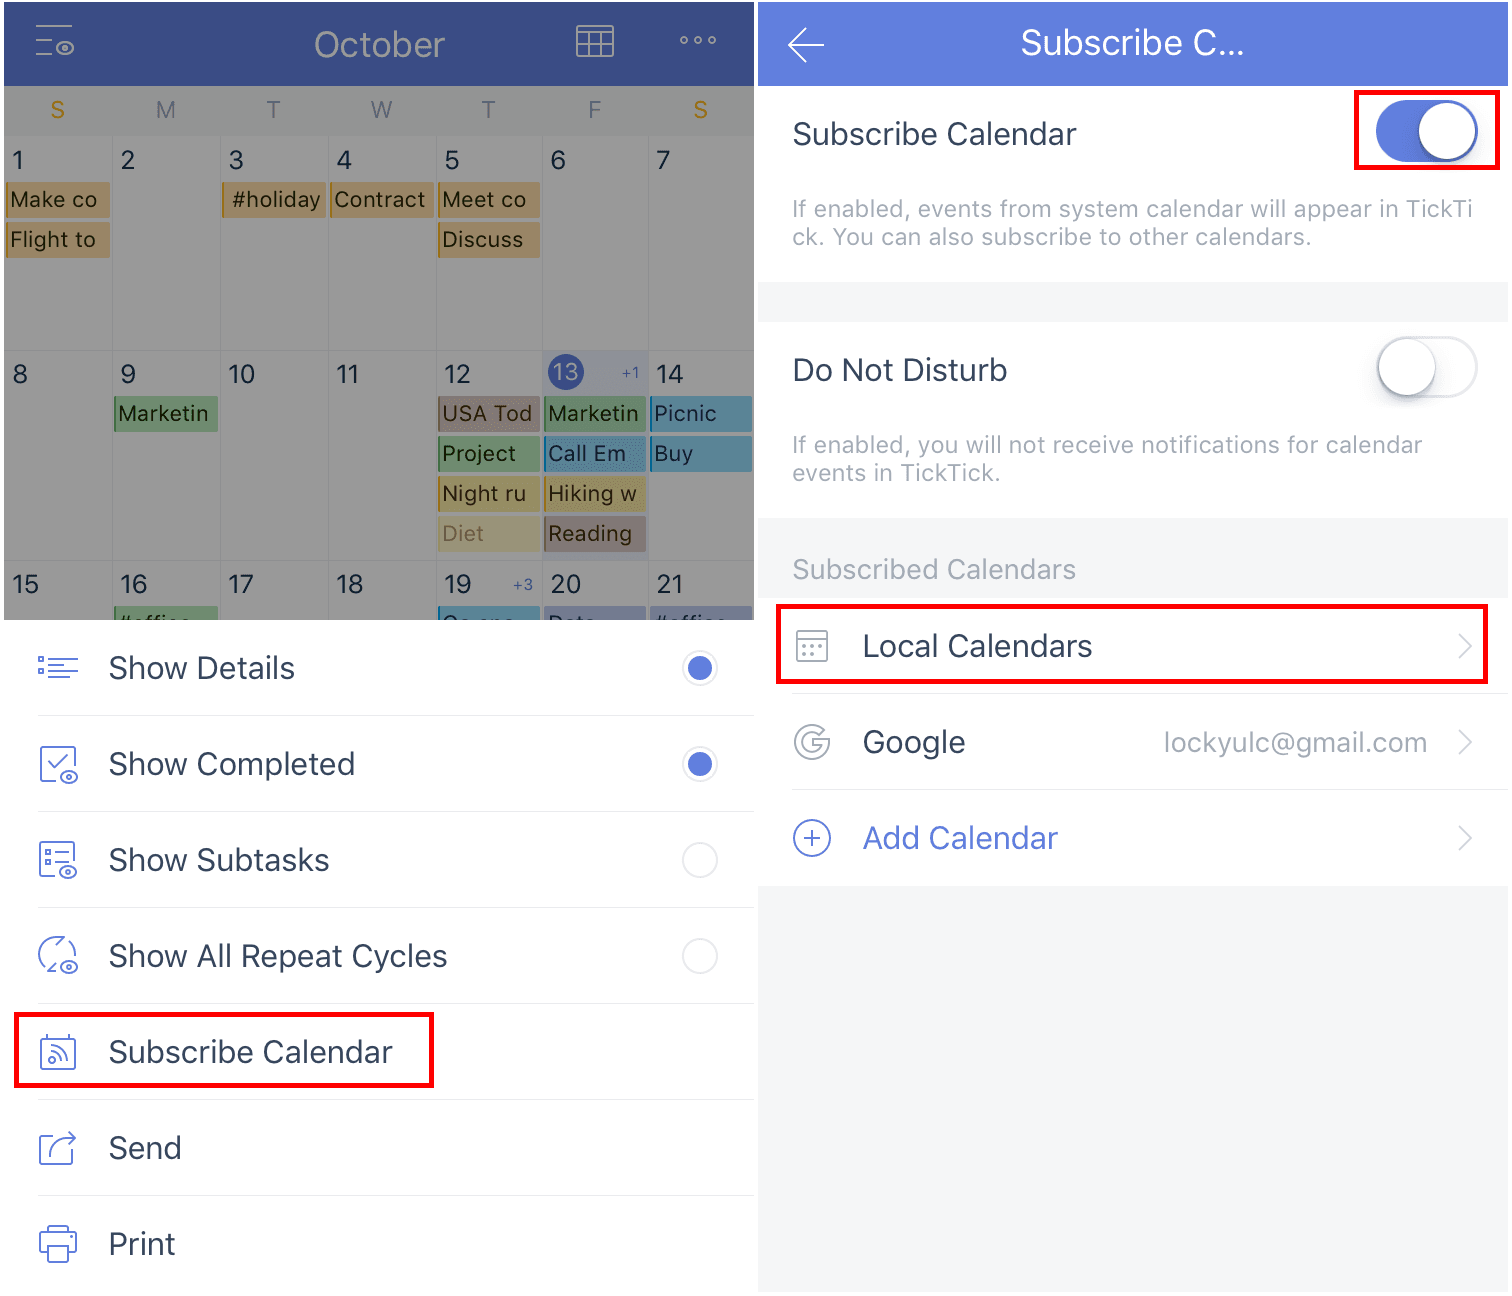 October
S M T W T F S
1 2 3 4 5 6 7
Make co #holiday Contract Meet co
Flight to Discuss
8 9 10 11 12 13 +1 14
Marketin USA Tod Marketin Picnic
Project Call Em Buy
Night ru Hiking w
Diet Reading
15 16 17 18 19 +3 20 21
Show Details
Show Completed
Show Subtasks
Show All Repeat Cycles
Subscribe Calendar
Send
Print
Subscribe C...
Subscribe Calendar
If enabled, events from system calendar will appear in TickTi
ck. You can also subscribe to other calendars.
Do Not Disturb
If enabled, you will not receive notifications for calendar
events in TickTick.
Subscribed Calendars
Local Calendars
Google lockyulc@gmail.com
Add Calendar